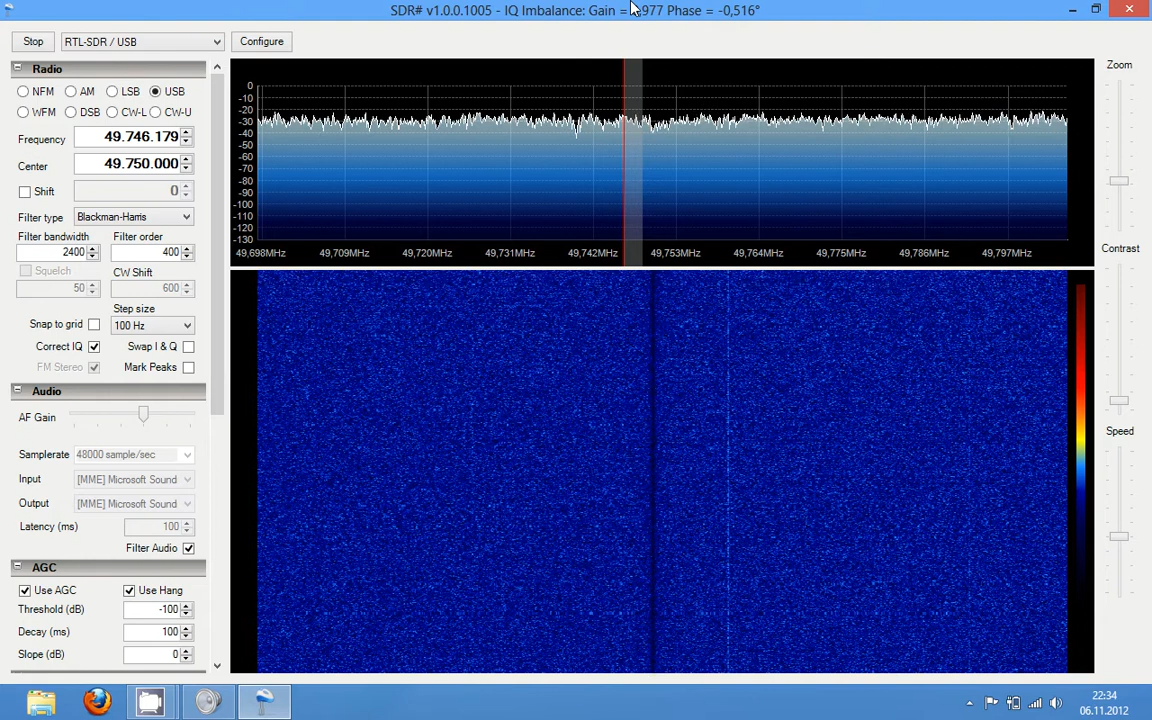 SDR# v1.0.0.1005 - IQ Imbalance: Gain = 977 Phase = -0,516°
Stop
RTL-SDR / USB
Configure
Radio
NFM AM LSB USB
WFM DSB CW-L CW-U
Frequency 49.746.179
Center 49.750.000
Shift 0
Filter type Blackman-Harris
Filter bandwidth Filter order
2400 400
Squelch CW Shift
50 600
Step size
Snap to grid 100 Hz
Correct IQ Swap I & Q
FM Stereo Mark Peaks
Audio
AF Gain
Samplerate 48000 sample/sec
Input [MME] Microsoft Sound
Output [MME] Microsoft Sound
Latency (ms) 100
Filter Audio
AGC
Use AGC Use Hang
Threshold (dB) -100
Decay (ms) 100
Slope (dB) 0
0
-10
-20
-30
-40
-50
-60
-70
-80
-90
-100
-110
-120
-130
49,698MHz 49,709MHz 49,720MHz 49,731MHz 49,742MHz 49,753MHz 49,764MHz 49,775MHz 49,786MHz 49,797MHz
Zoom
Contrast
Speed
22:34
06.11.2012